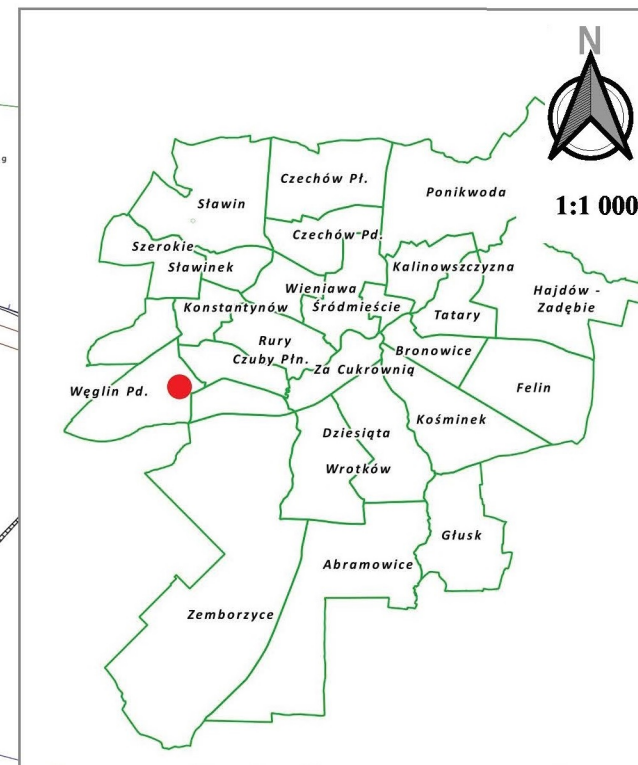 N
g
1:1 000
Czechów Pł.
Ponikwoda
Sławin
Czechów Pd.
Szerokie
Sławinek
Kalinowszczyzna
Wieniawa
Hajdów -
Zadębie
Konstantynów
Śródmieście
Tatary
Rury
Czuby Płn.
Bronowice
Za Cukrownią
Węglin Pd.
Felin
Kośminek
Dziesiąta
Wrotków
Głusk
Abramowice
Zemborzyce